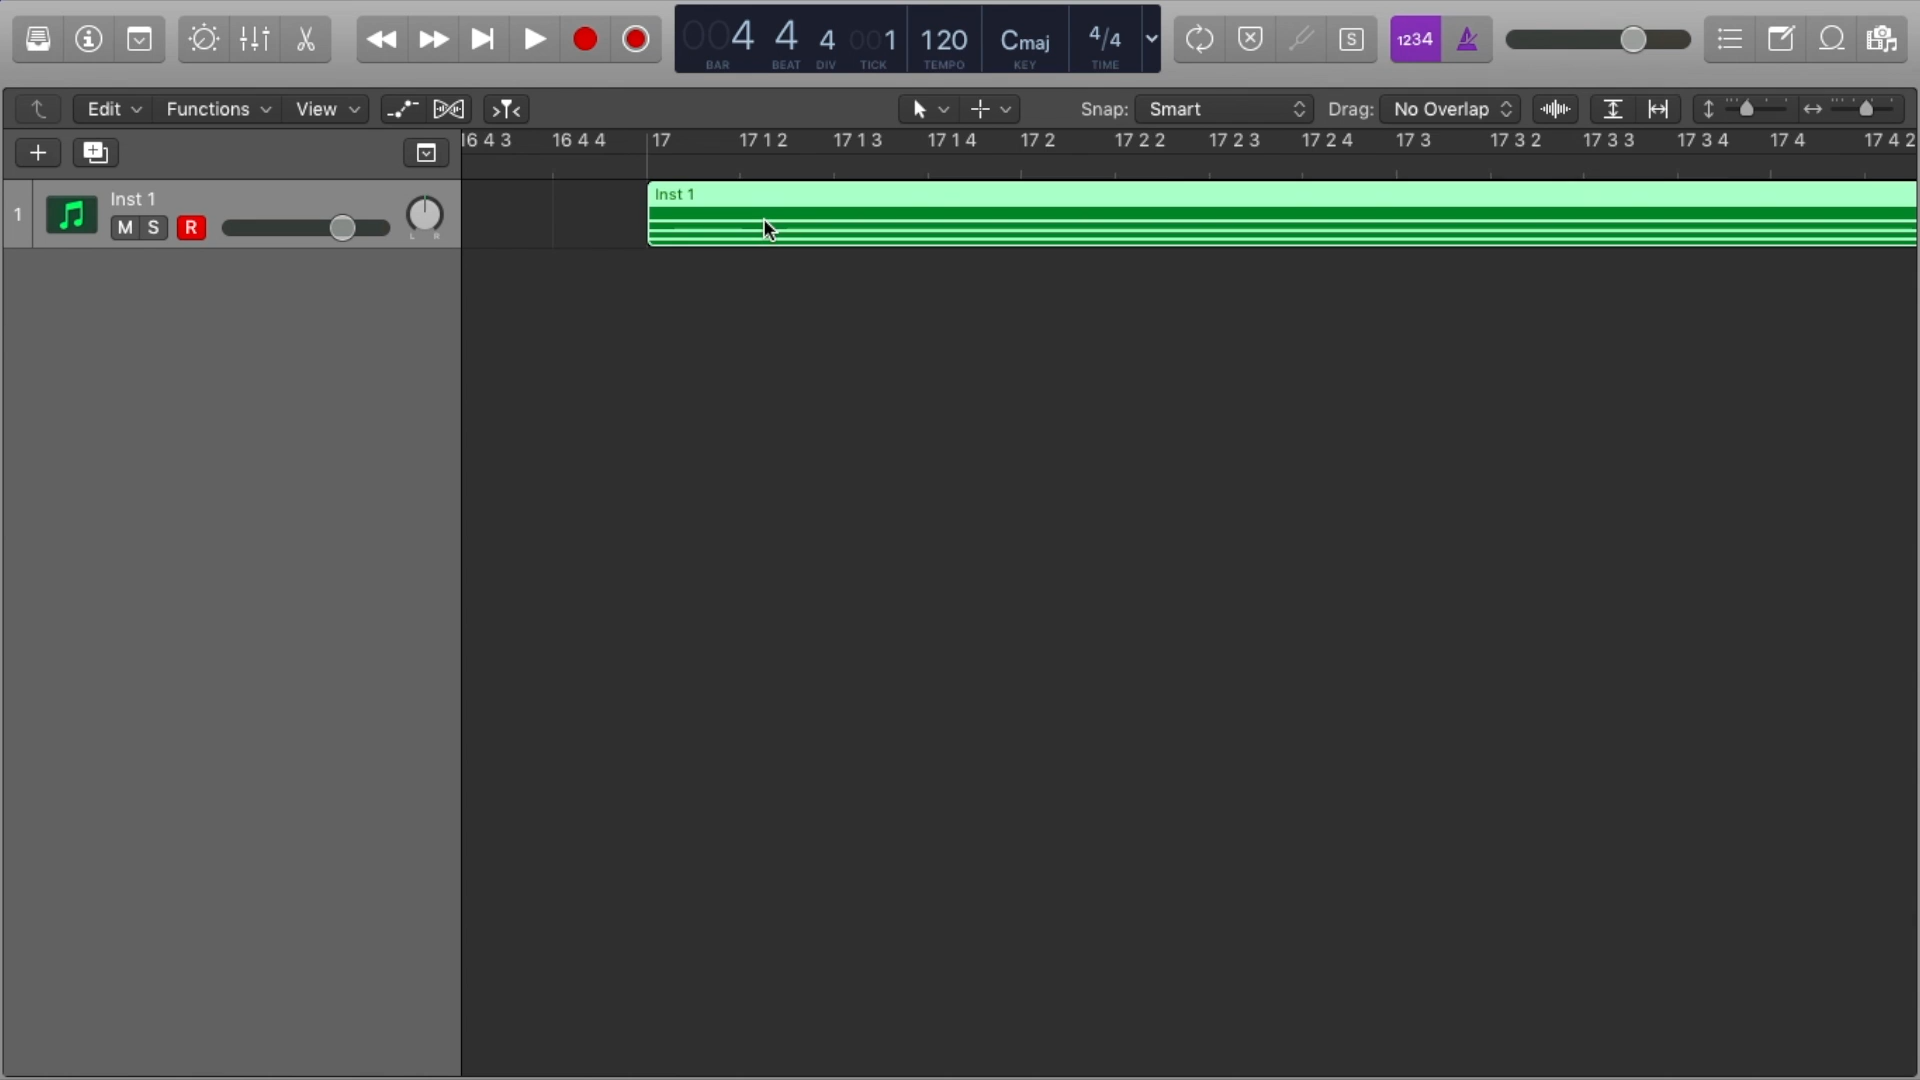 004 4 4 001 120 Cmaj 4/4 S 1234
BAR BEAT DIV TICK TEMPO KEY TIME
Edit Functions View Snap: Smart Drag: No Overlap
16 4 3 16 4 4 17 17 1 2 17 1 3 17 1 4 17 2 17 2 2 17 2 3 17 2 4 17 3 17 3 2 17 3 3 17 3 4 17 4 17 4 2
1 Inst 1 Inst 1
M S R L R